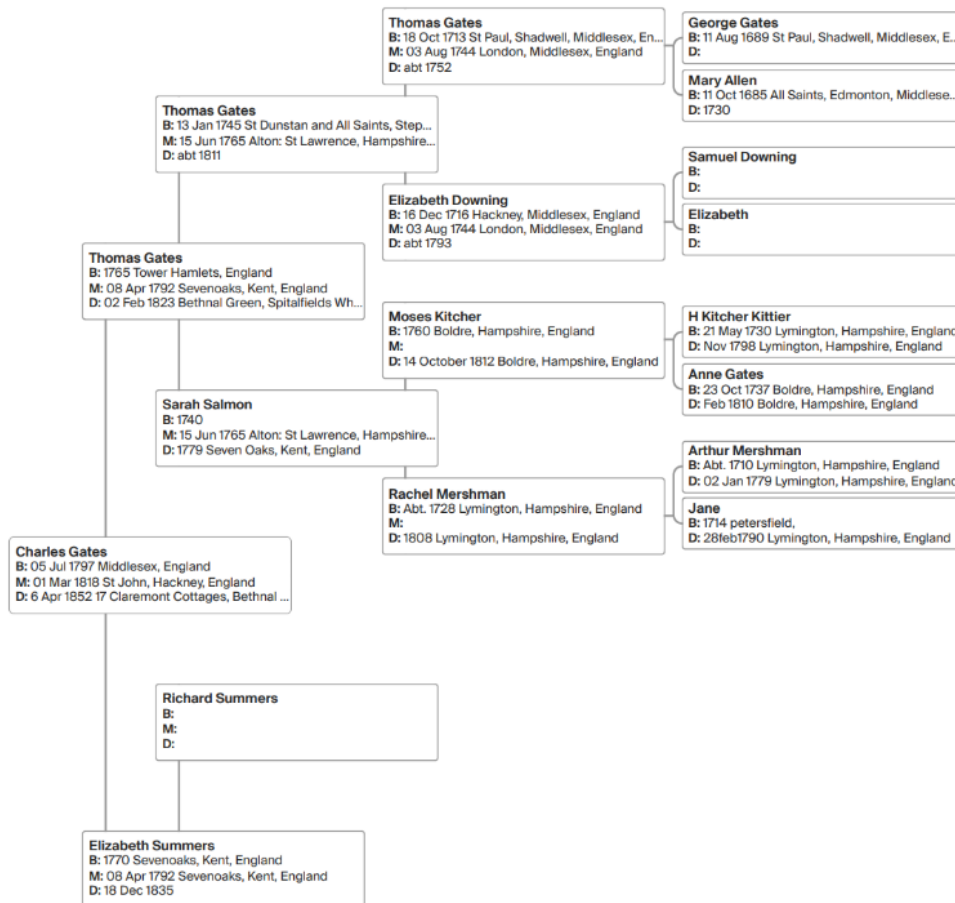 Thomas Gates
B: 18 Oct 1713 St Paul, Shadwell, Middlesex, En...
M: 03 Aug 1744 London, Middlesex, England
D: abt 1752
George Gates
B: 11 Aug 1689 St Paul, Shadwell, Middlesex, E...
D:
Mary Allen
B: 11 Oct 1685 All Saints, Edmonton, Middlese...
D: 1730
Thomas Gates
B: 13 Jan 1745 St Dunstan and All Saints, Step...
M: 15 Jun 1765 Alton: St Lawrence, Hampshire...
D: abt 1811
Samuel Downing
B:
D:
Elizabeth Downing
B: 16 Dec 1716 Hackney, Middlesex, England
M: 03 Aug 1744 London, Middlesex, England
D: abt 1793
Elizabeth
B:
D:
Thomas Gates
B: 1765 Tower Hamlets, England
M: 08 Apr 1792 Sevenoaks, Kent, England
D: 02 Feb 1823 Bethnal Green, Spitalfields Wh...
Moses Kitcher
B: 1760 Boldre, Hampshire, England
M:
D: 14 October 1812 Boldre, Hampshire, England
H Kitcher Kittier
B: 21 May 1730 Lymington, Hampshire, England
D: Nov 1798 Lymington, Hampshire, England
Anne Gates
B: 23 Oct 1737 Boldre, Hampshire, England
D: Feb 1810 Boldre, Hampshire, England
Sarah Salmon
B: 1740
M: 15 Jun 1765 Alton: St Lawrence, Hampshire...
D: 1779 Seven Oaks, Kent, England
Arthur Mershman
B: Abt. 1710 Lymington, Hampshire, England
D: 02 Jan 1779 Lymington, Hampshire, England
Rachel Mershman
B: Abt. 1728 Lymington, Hampshire, England
M:
D: 1808 Lymington, Hampshire, England
Jane
B: 1714 petersfield,
D: 28feb1790 Lymington, Hampshire, England
Charles Gates
B: 05 Jul 1797 Middlesex, England
M: 01 Mar 1818 St John, Hackney, England
D: 6 Apr 1852 17 Claremont Cottages, Bethnal ...
Richard Summers
B:
M:
D:
Elizabeth Summers
B: 1770 Sevenoaks, Kent, England
M: 08 Apr 1792 Sevenoaks, Kent, England
D: 18 Dec 1835